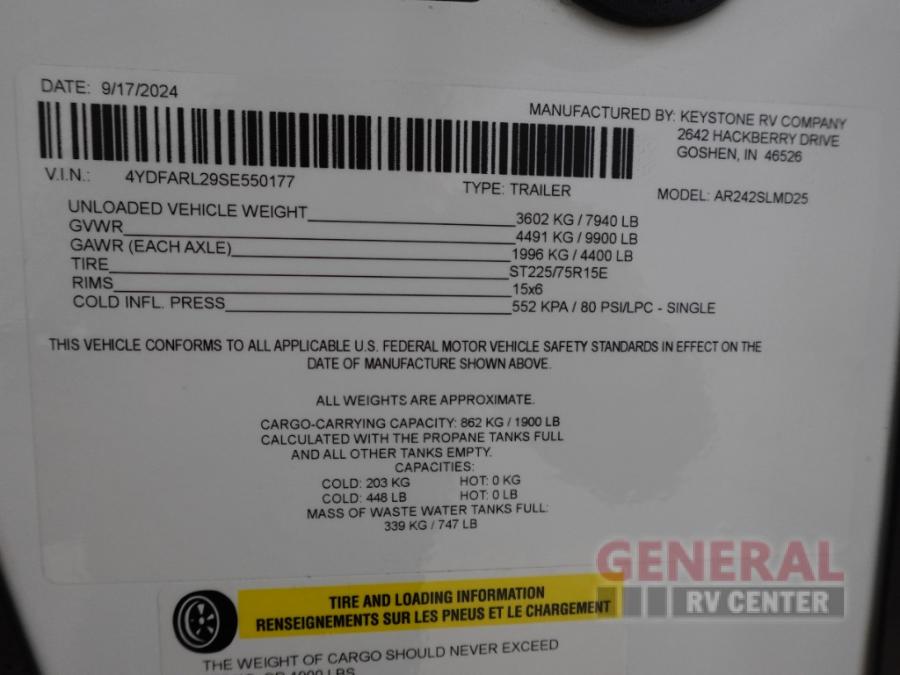 DATE: 9/17/2024
MANUFACTURED BY: KEYSTONE RV COMPANY
2642 HACKBERRY DRIVE
GOSHEN, IN 46526
V.I.N.: 4YDFARL29SE550177
TYPE: TRAILER
MODEL: AR242SLMD25
UNLOADED VEHICLE WEIGHT 3602 KG / 7940 LB
GVWR 4491 KG / 9900 LB
GAWR (EACH AXLE) 1996 KG / 4400 LB
TIRE ST225/75R15E
RIMS 15x6
COLD INFL. PRESS 552 KPA / 80 PSI/LPC - SINGLE
THIS VEHICLE CONFORMS TO ALL APPLICABLE U.S. FEDERAL MOTOR VEHICLE SAFETY STANDARDS IN EFFECT ON THE
DATE OF MANUFACTURE SHOWN ABOVE.
ALL WEIGHTS ARE APPROXIMATE.
CARGO-CARRYING CAPACITY: 862 KG / 1900 LB
CALCULATED WITH THE PROPANE TANKS FULL
AND ALL OTHER TANKS EMPTY.
CAPACITIES:
COLD: 203 KG HOT: 0 KG
COLD: 448 LB HOT: 0 LB
MASS OF WASTE WATER TANKS FULL:
339 KG / 747 LB
GENERAL
RV CENTER
TIRE AND LOADING INFORMATION
RENSEIGNEMENTS SUR LES PNEUS ET LE CHARGEMENT
THE WEIGHT OF CARGO SHOULD NEVER EXCEED